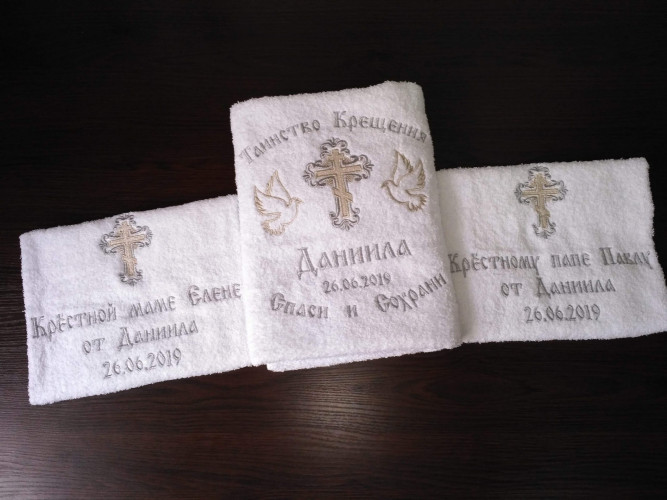 Таинство Крещения
Даниила
26.06.2019
Спаси и Сохрани
Крёстной маме Елене
от Даниила
26.06.2019
Крёстному папе Павлу
от Даниила
26.06.2019